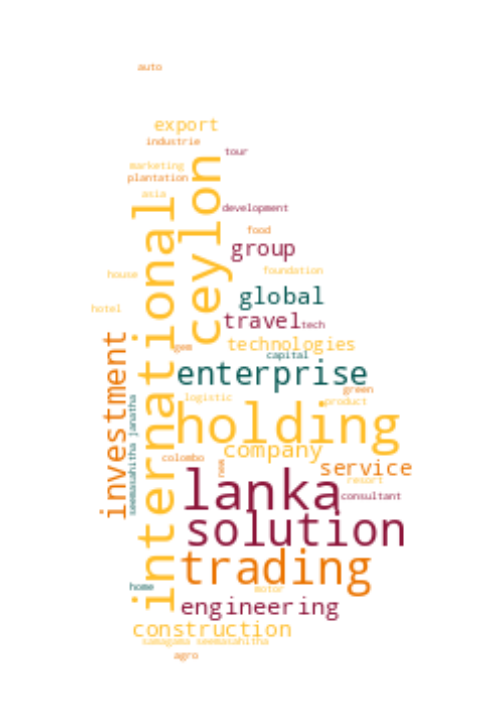 auto
export
industrie
tour
marketing
plantation
ceylon
asia
international
development
food
group
foundation
house
global
hotel
travel
tech
technologies
gem
capital
investment
enterprise
green
seemasahitha janatha
logistic
product
holding
company
colombo
new
service
lanka
resort
consultant
solution
trading
home
motor
engineering
construction
samagama seemasahitha
agro